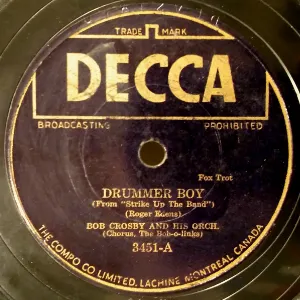 TRADE MARK
DECCA
BROADCASTING PROHIBITED
Fox Trot
DRUMMER BOY
(From "Strike Up The Band")
(Roger Edens)
BOB CROSBY AND HIS ORCH.
(Chorus, The Bob-o-links)
3451-A
THE COMPO CO LIMITED, LACHINE MONTREAL CANADA